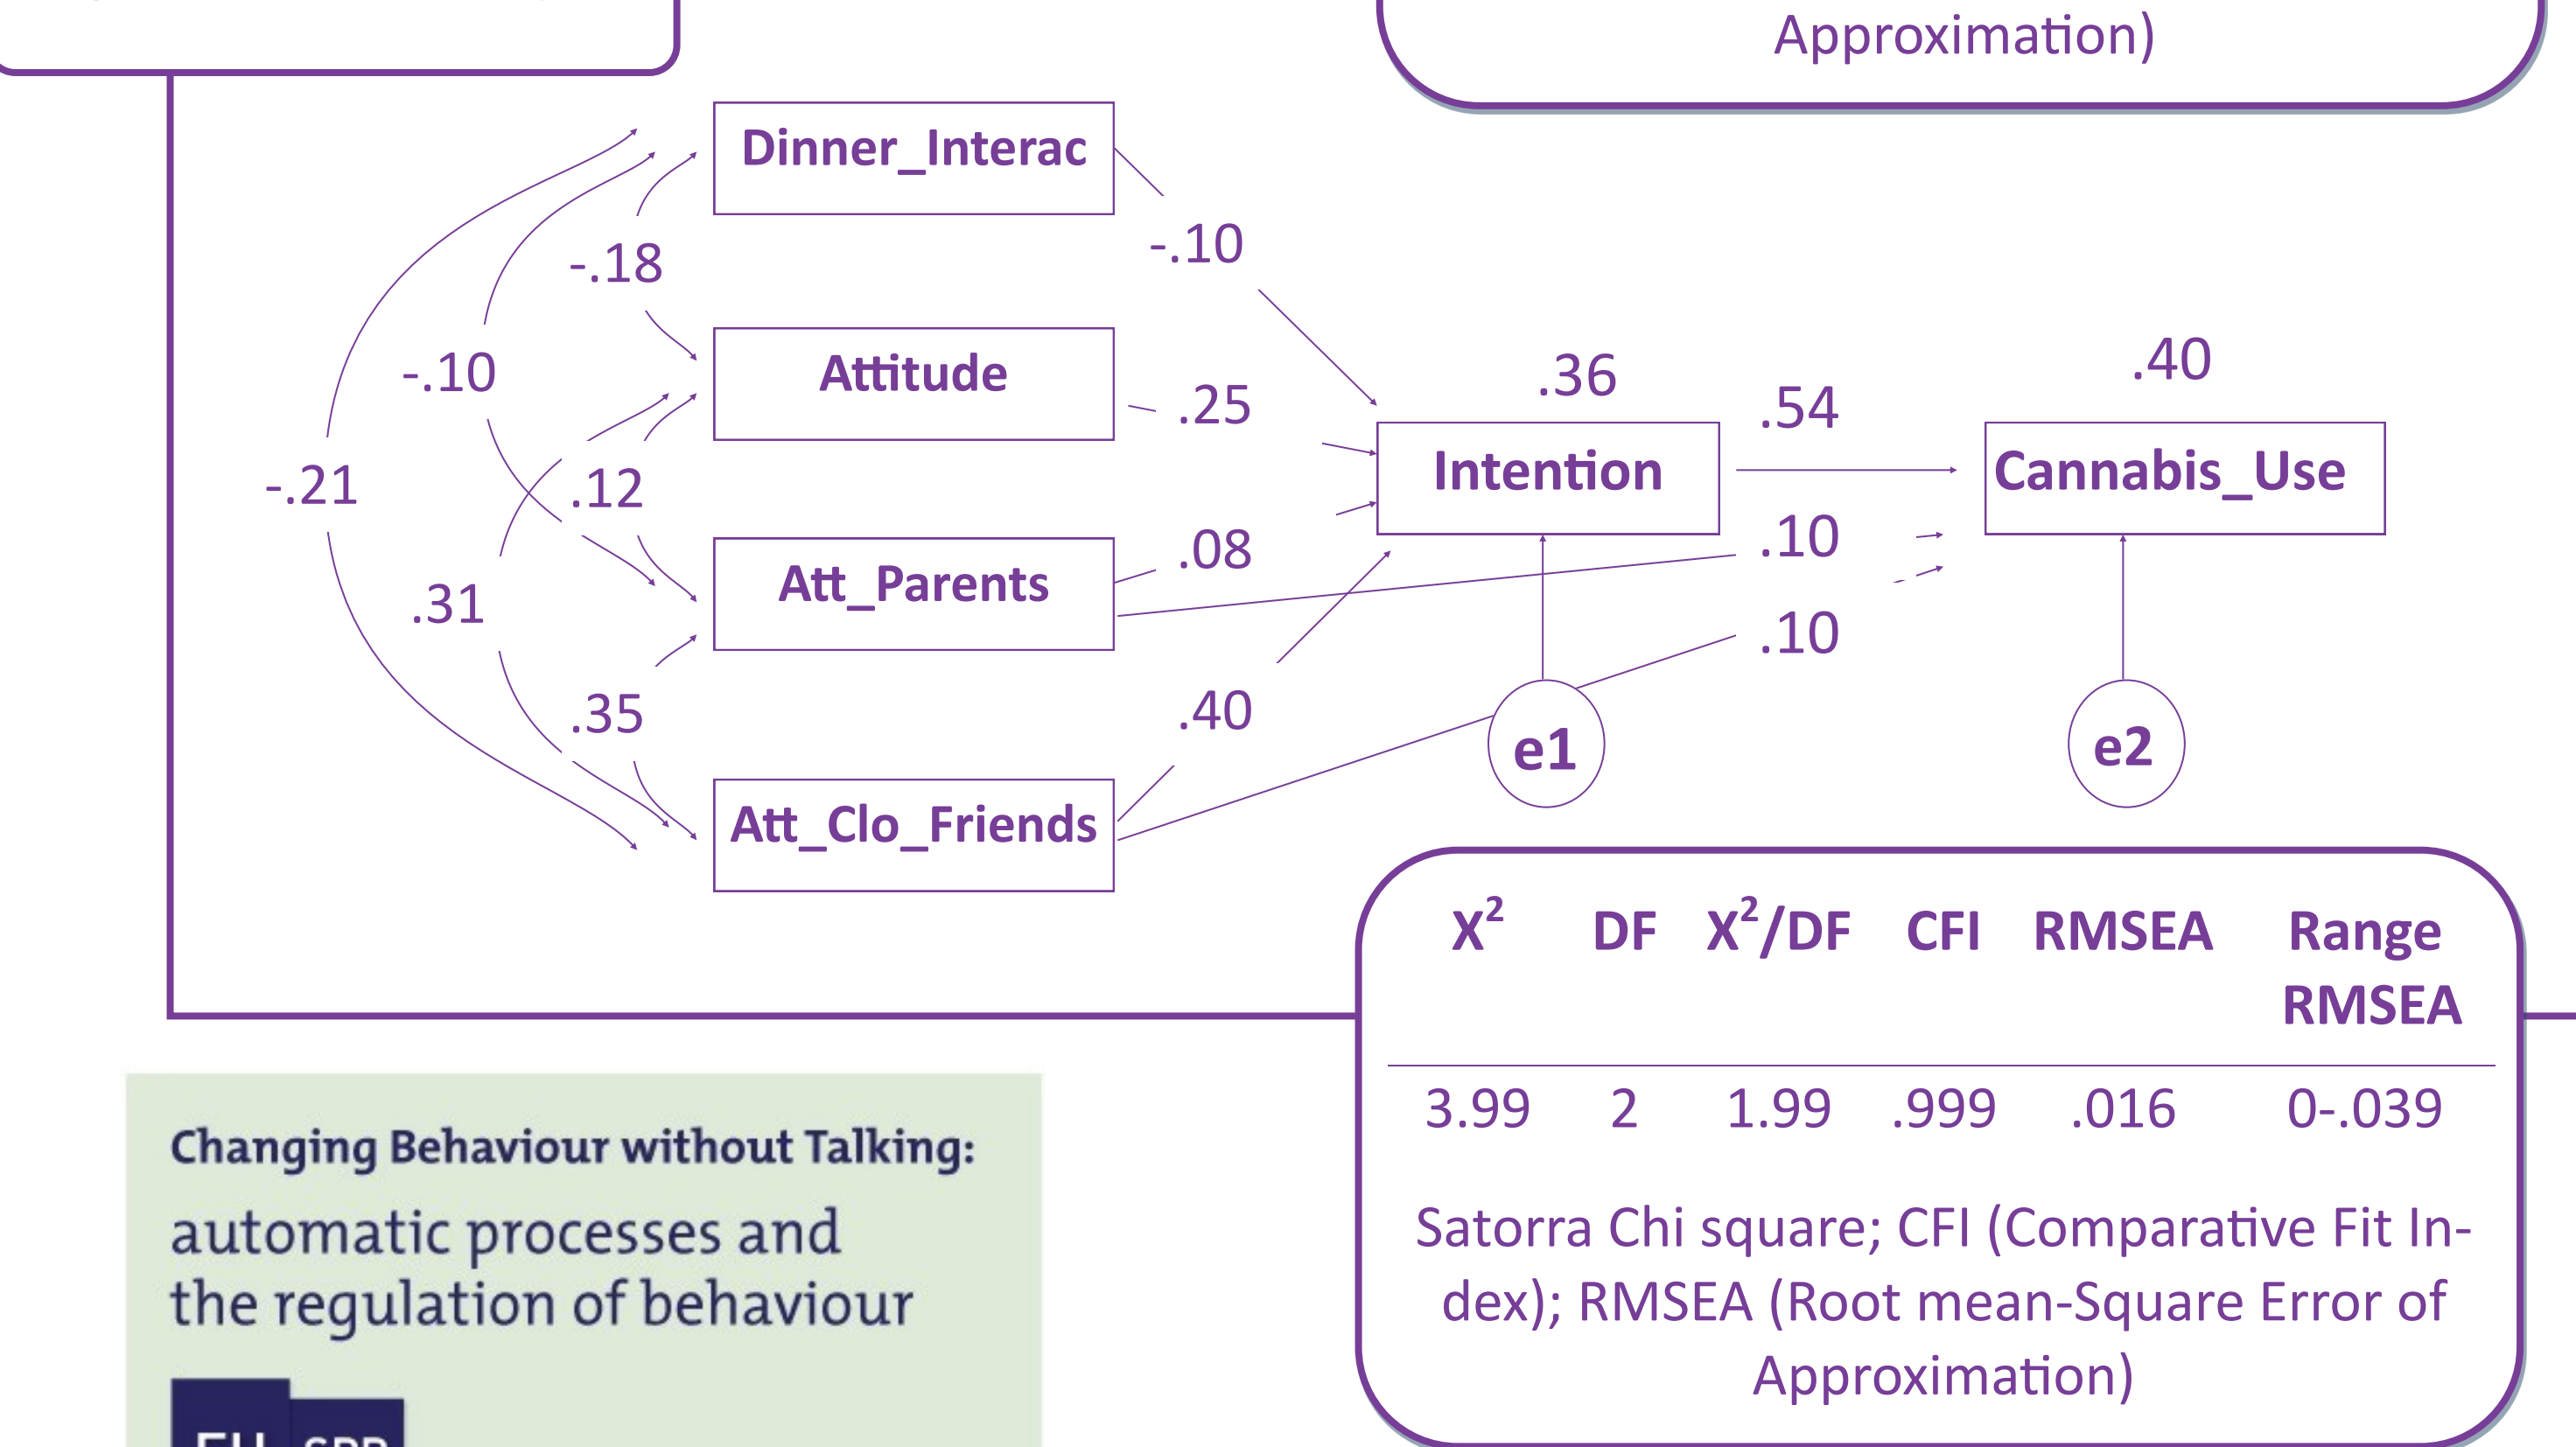 Approximation)
Dinner_Interac
-.10
-.18
Attitude
-.10
.25
.36
.54
.40
Intention
Cannabis_Use
-.21
.12
.08
.10
Att_Parents
.31
.10
.35
.40
e1
e2
Att_Clo_Friends
X² DF X²/DF CFI RMSEA Range
RMSEA
3.99 2 1.99 .999 .016 0-.039
Satorra Chi square; CFI (Comparative Fit In-
dex); RMSEA (Root mean-Square Error of
Approximation)
Changing Behaviour without Talking:
automatic processes and
the regulation of behaviour
EU SPR